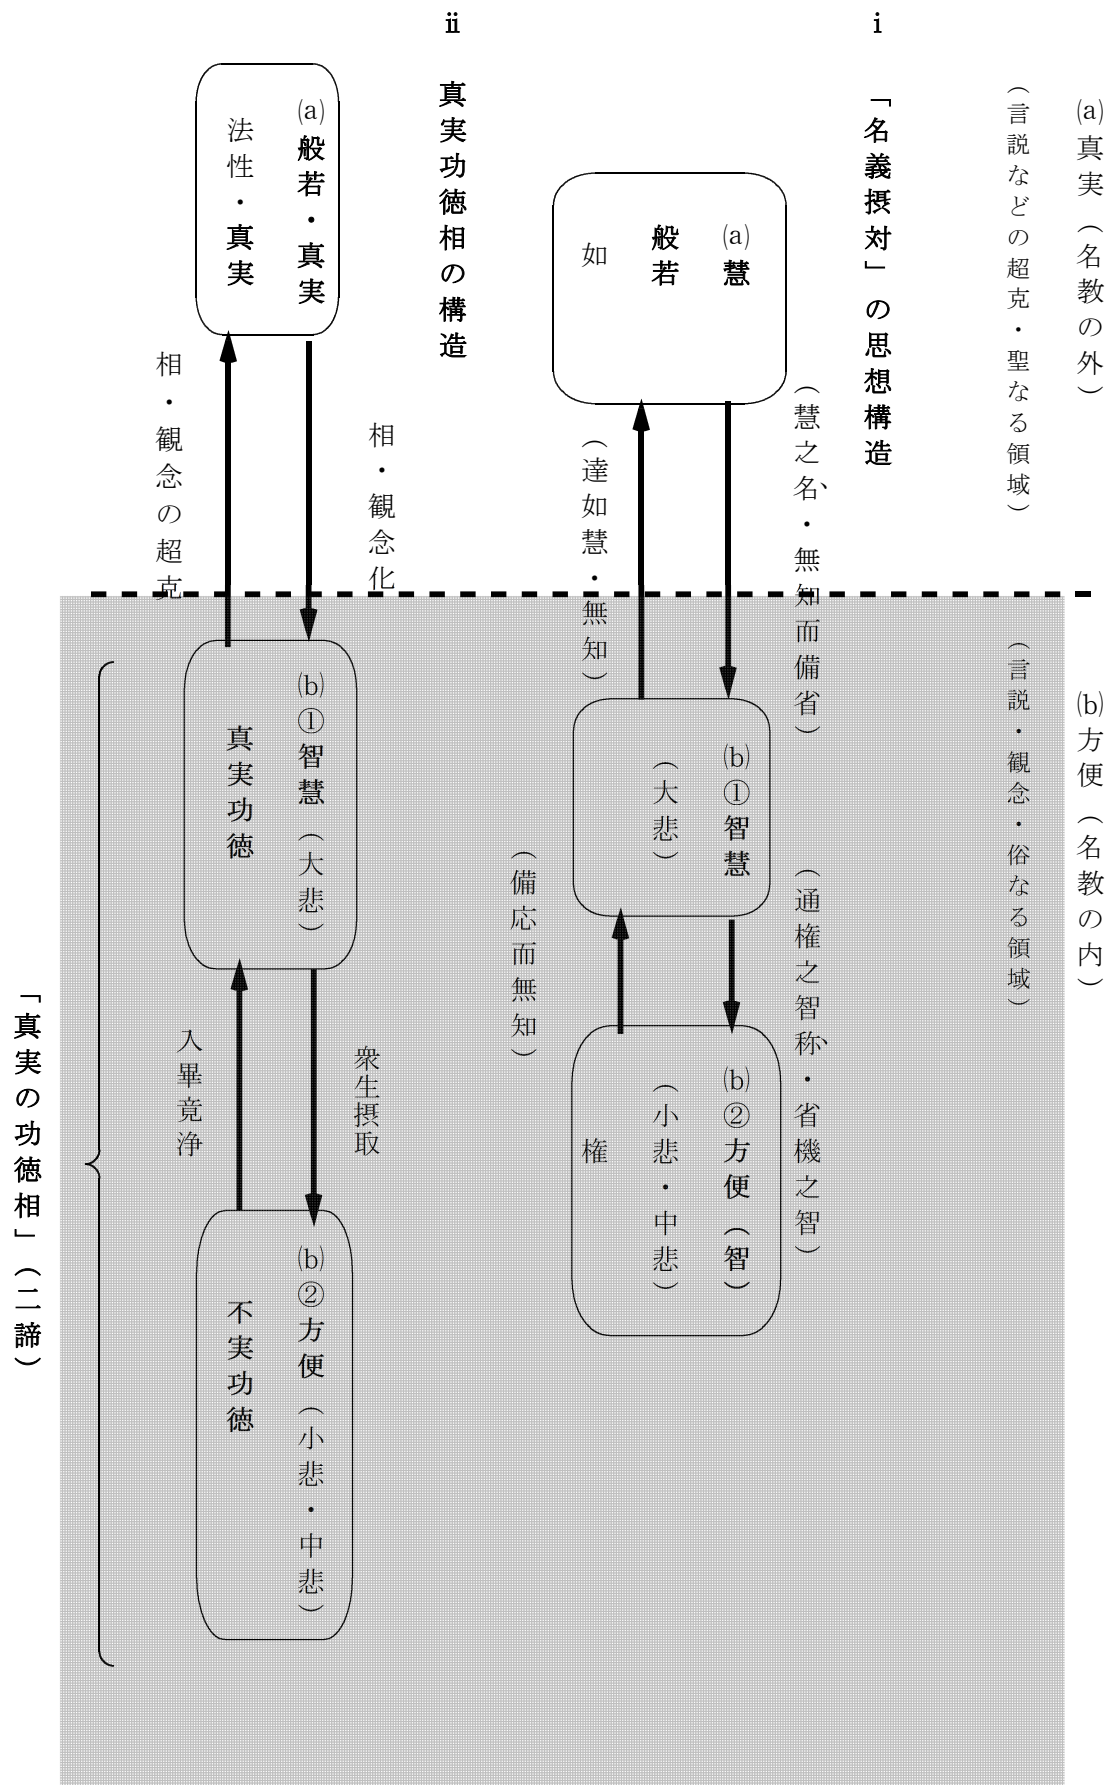 (a)真実（名教の外）
（言説などの超克・聖なる領域）
(b)方便（名教の内）
（言説・観念・俗なる領域）
ⅰ 「名義摂対」の思想構造
(a)慧
般若
如
（慧之名、・無知而備省）
（達如慧・無知）
(b)①智慧
（大悲）
（通権之智称、・省機之智）
（備応而無知）
(b)②方便（智）
（小悲・中悲）
権
ⅱ 真実功徳相の構造
(a)般若・真実
法性・真実
相・観念化
相・観念の超克
(b)①智慧（大悲）
真実功徳
衆生摂取
入畢竟浄
(b)②方便（小悲・中悲）
不実功徳
「真実の功徳相」（二諦）